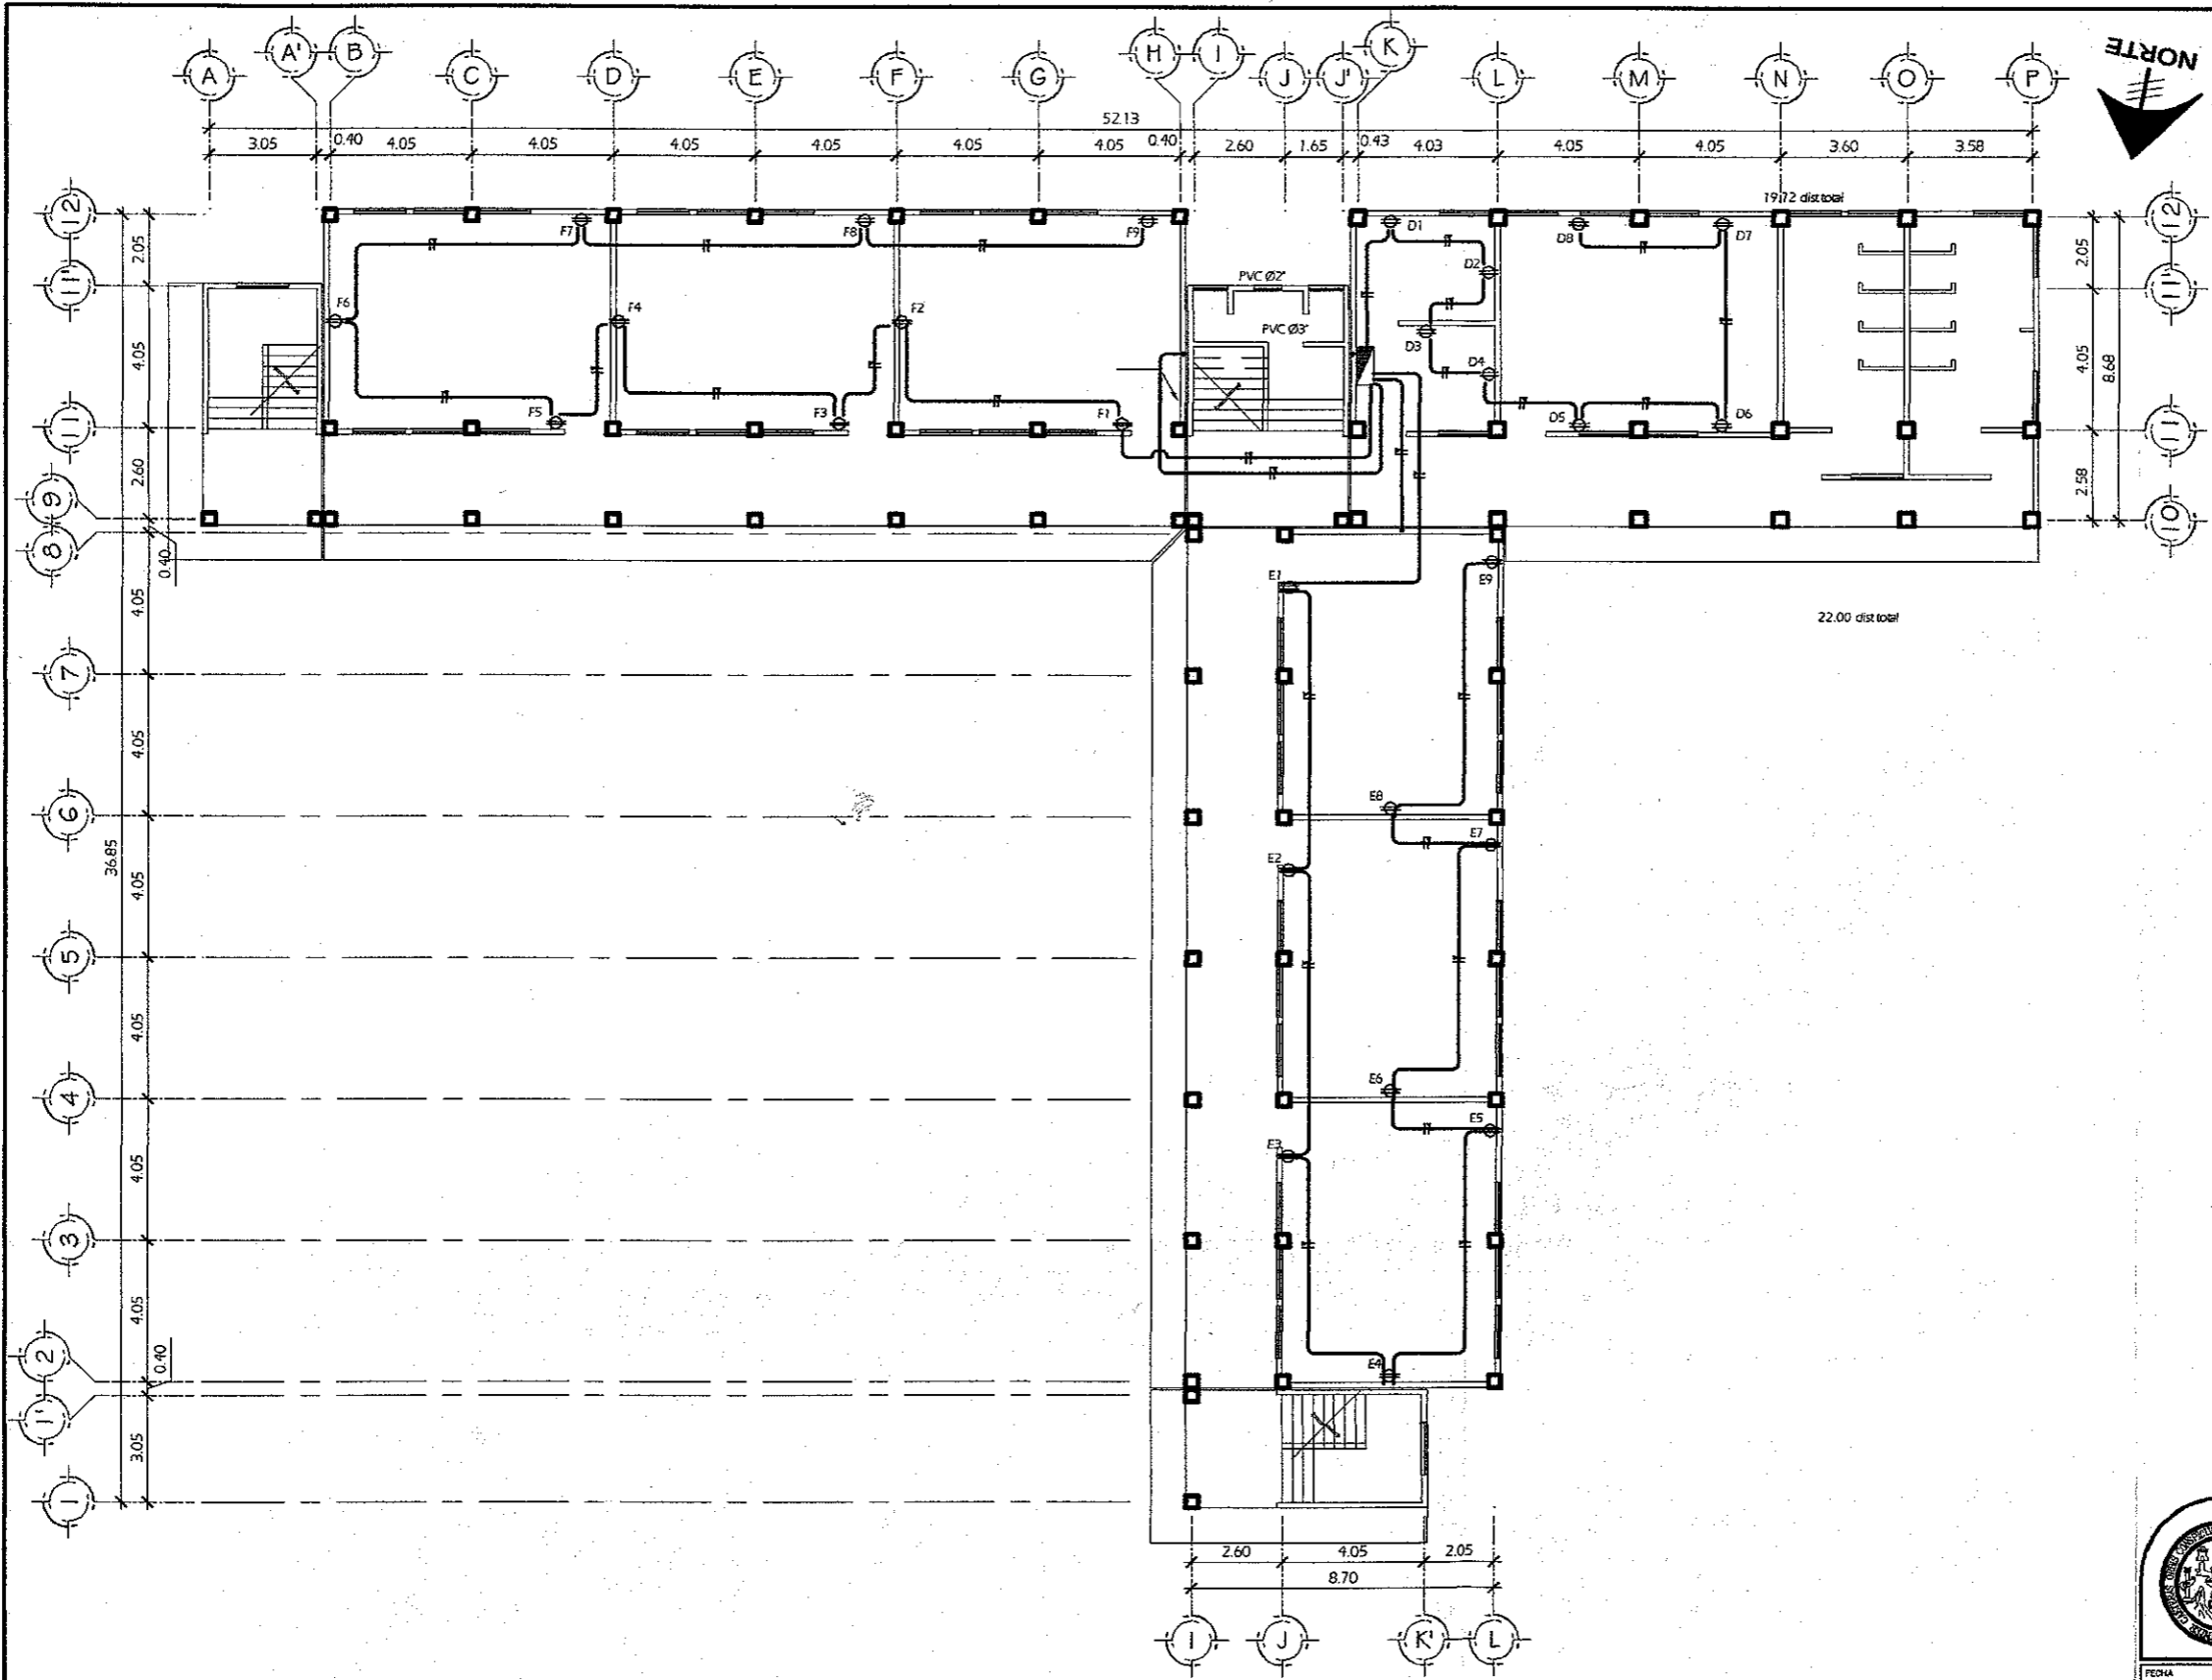 A A' B C D E F G H I J J' K L M N O P
NORTE
52.13
3.05 0.40 4.05 4.05 4.05 4.05 4.05 4.05 0.40 2.60 1.65 0.43 4.03 4.05 4.05 3.60 3.58
19.72 dist total
12 11' 11 9 8 7 6 5 4 3 2 1' 1
2.05 4.05 2.60 0.40 4.05 4.05 4.05 4.05 4.05 4.05 0.40 3.05
36.85
12 11' 11 10
2.05 4.05 2.58
8.68
F7 F8 F9
F6 F4 F2
F5 F3 F1
PVC Ø2"
PVC Ø3"
D1 D8 D7
D2
D3
D4
D5 D6
E1 E9
22.00 dist total
E8
E7
E2
E6
E5
E3
E4
2.60 4.05 2.05
8.70
I J K' L
FECHA